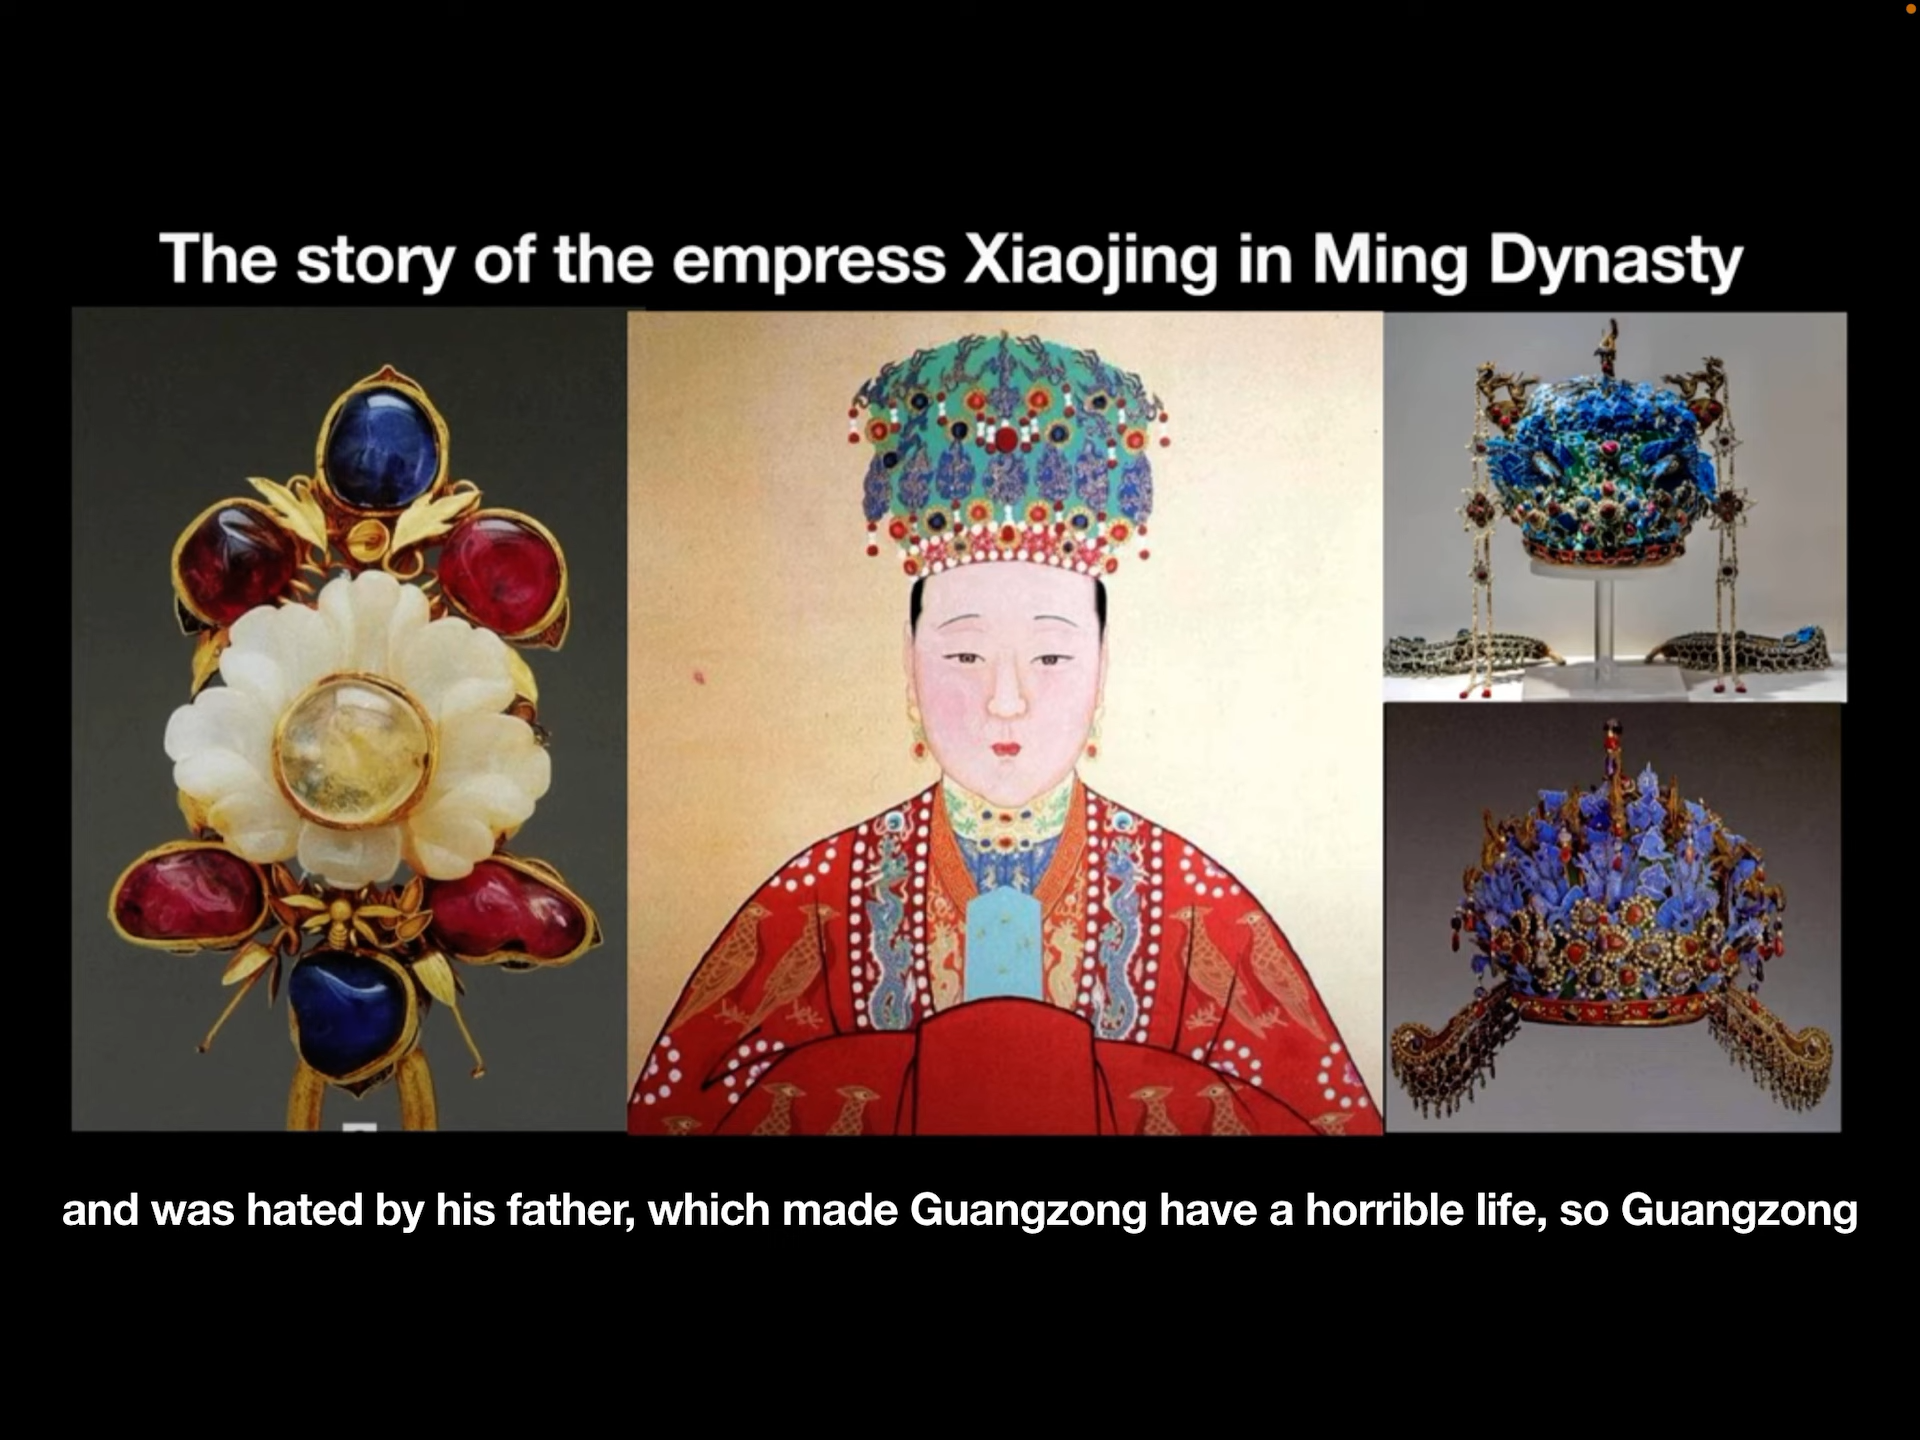 The story of the empress Xiaojing in Ming Dynasty
and was hated by his father, which made Guangzong have a horrible life, so Guangzong